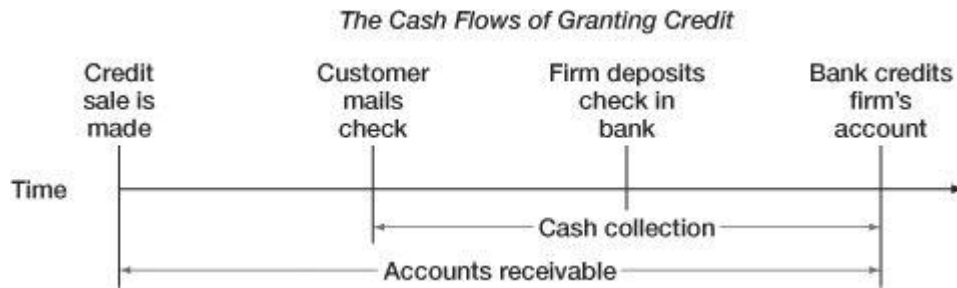 The Cash Flows of Granting Credit
Credit
sale is
made
Customer
mails
check
Firm deposits
check in
bank
Bank credits
firm's
account
Time
Cash collection
Accounts receivable